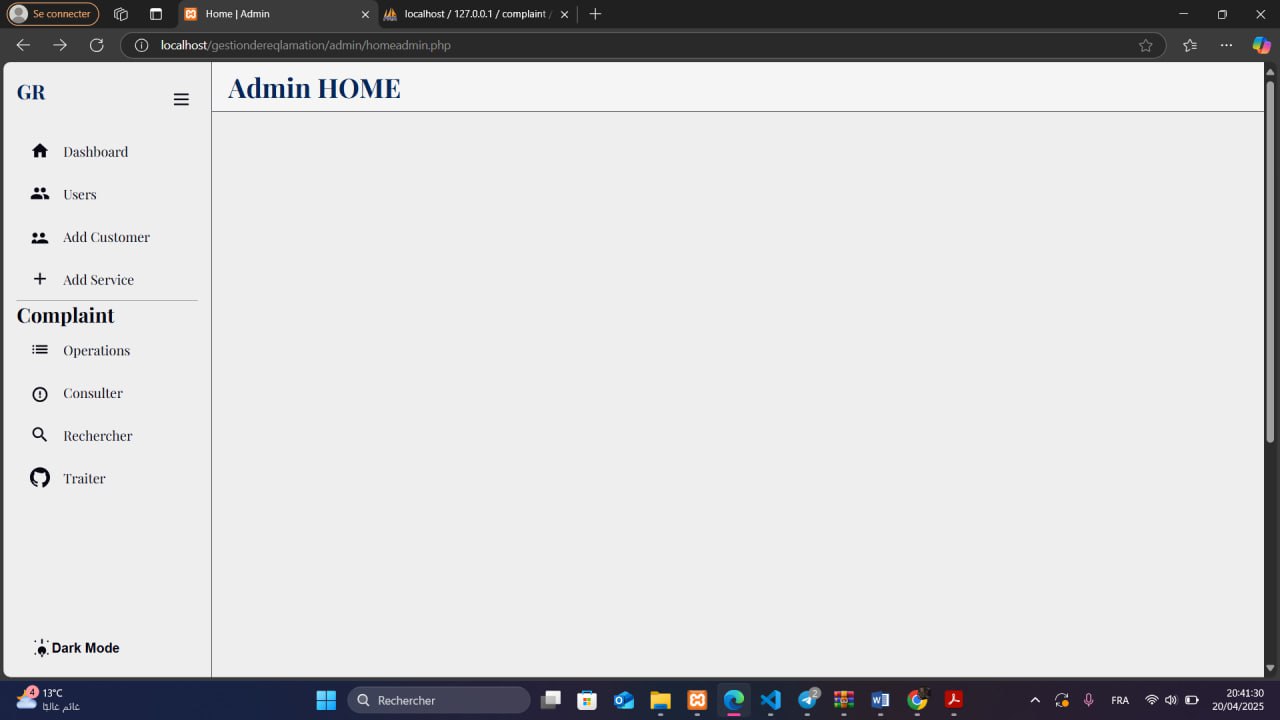 Se connecter
Home | Admin
localhost / 127.0.0.1 / complaint /
localhost/gestiondereqlamation/admin/homeadmin.php
GR
Admin HOME
Dashboard
Users
Add Customer
Add Service
Complaint
Operations
Consulter
Rechercher
Traiter
Dark Mode
4
13°C
غائم غالبًا
Rechercher
2
FRA
20:41:30
20/04/2025